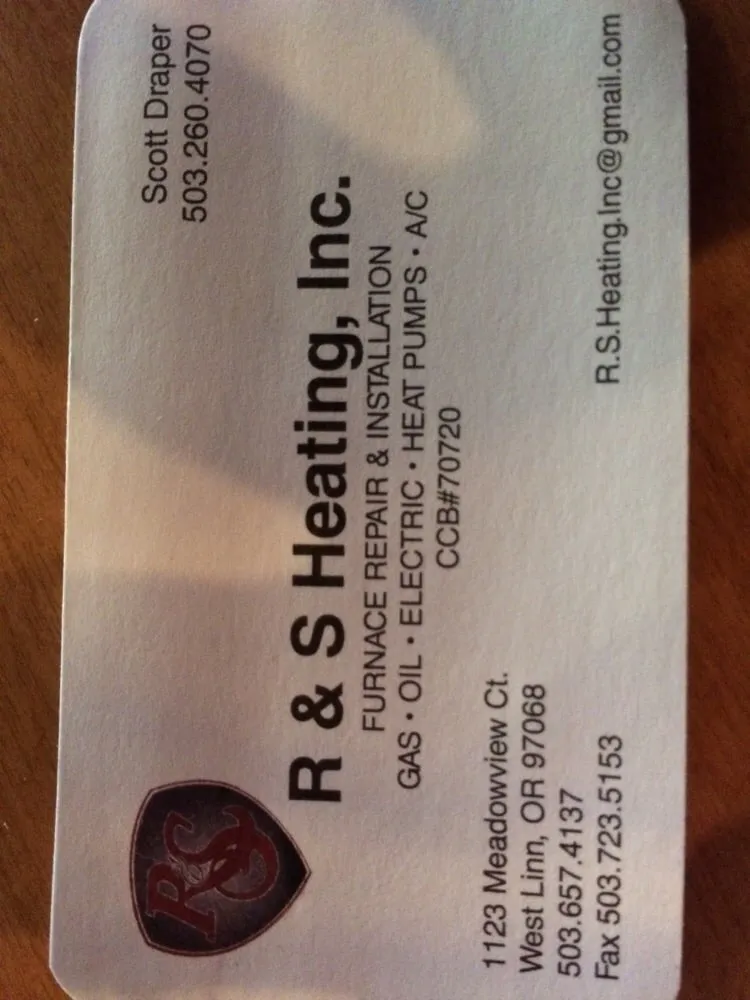 Scott Draper
503.260.4070
RSC
R & S Heating, Inc.
FURNACE REPAIR & INSTALLATION
GAS • OIL • ELECTRIC • HEAT PUMPS • A/C
CCB#70720
1123 Meadowview Ct.
West Linn, OR 97068
503.657.4137
Fax 503.723.5153
R.S.Heating.Inc@gmail.com